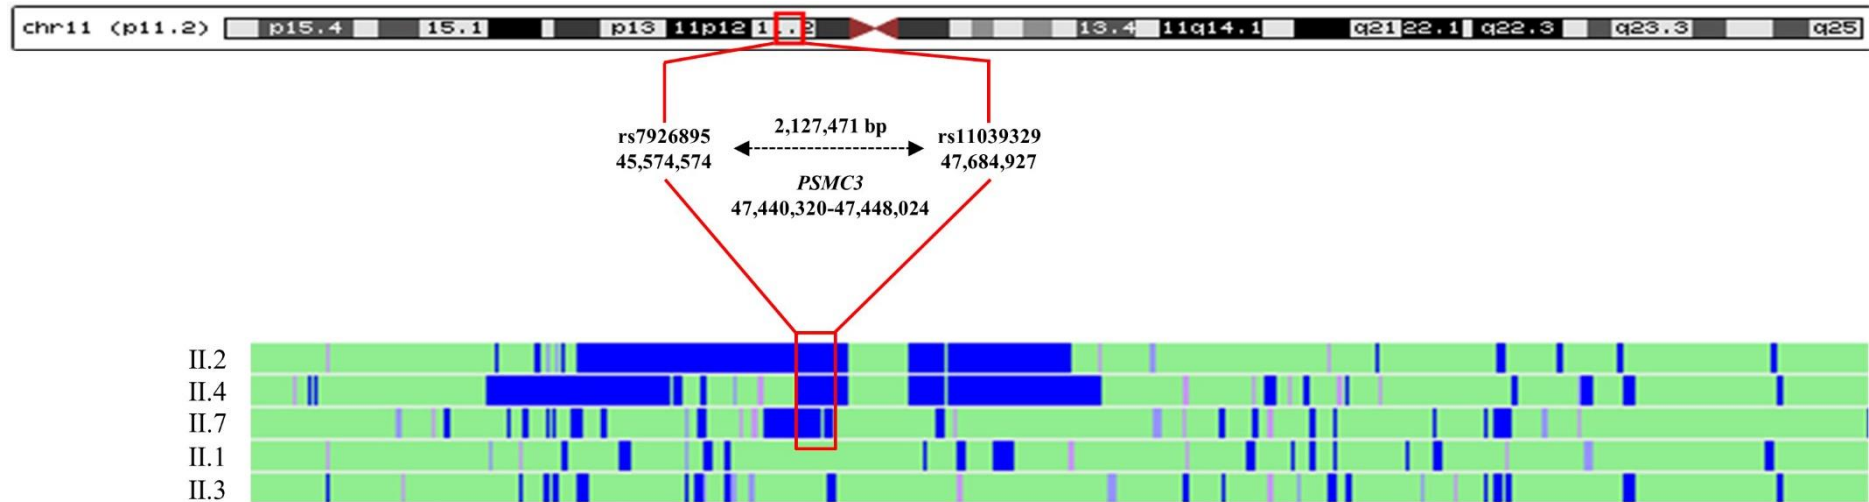 chr11 (p11.2) p15.4 15.1 p13 11p12 13.4 11q14.1 q21 22.1 q22.3 q23.3 q25
2,127,471 bp
rs7926895 rs11039329
45,574,574 47,684,927
PSMC3
47,440,320-47,448,024
II.2
II.4
II.7
II.1
II.3